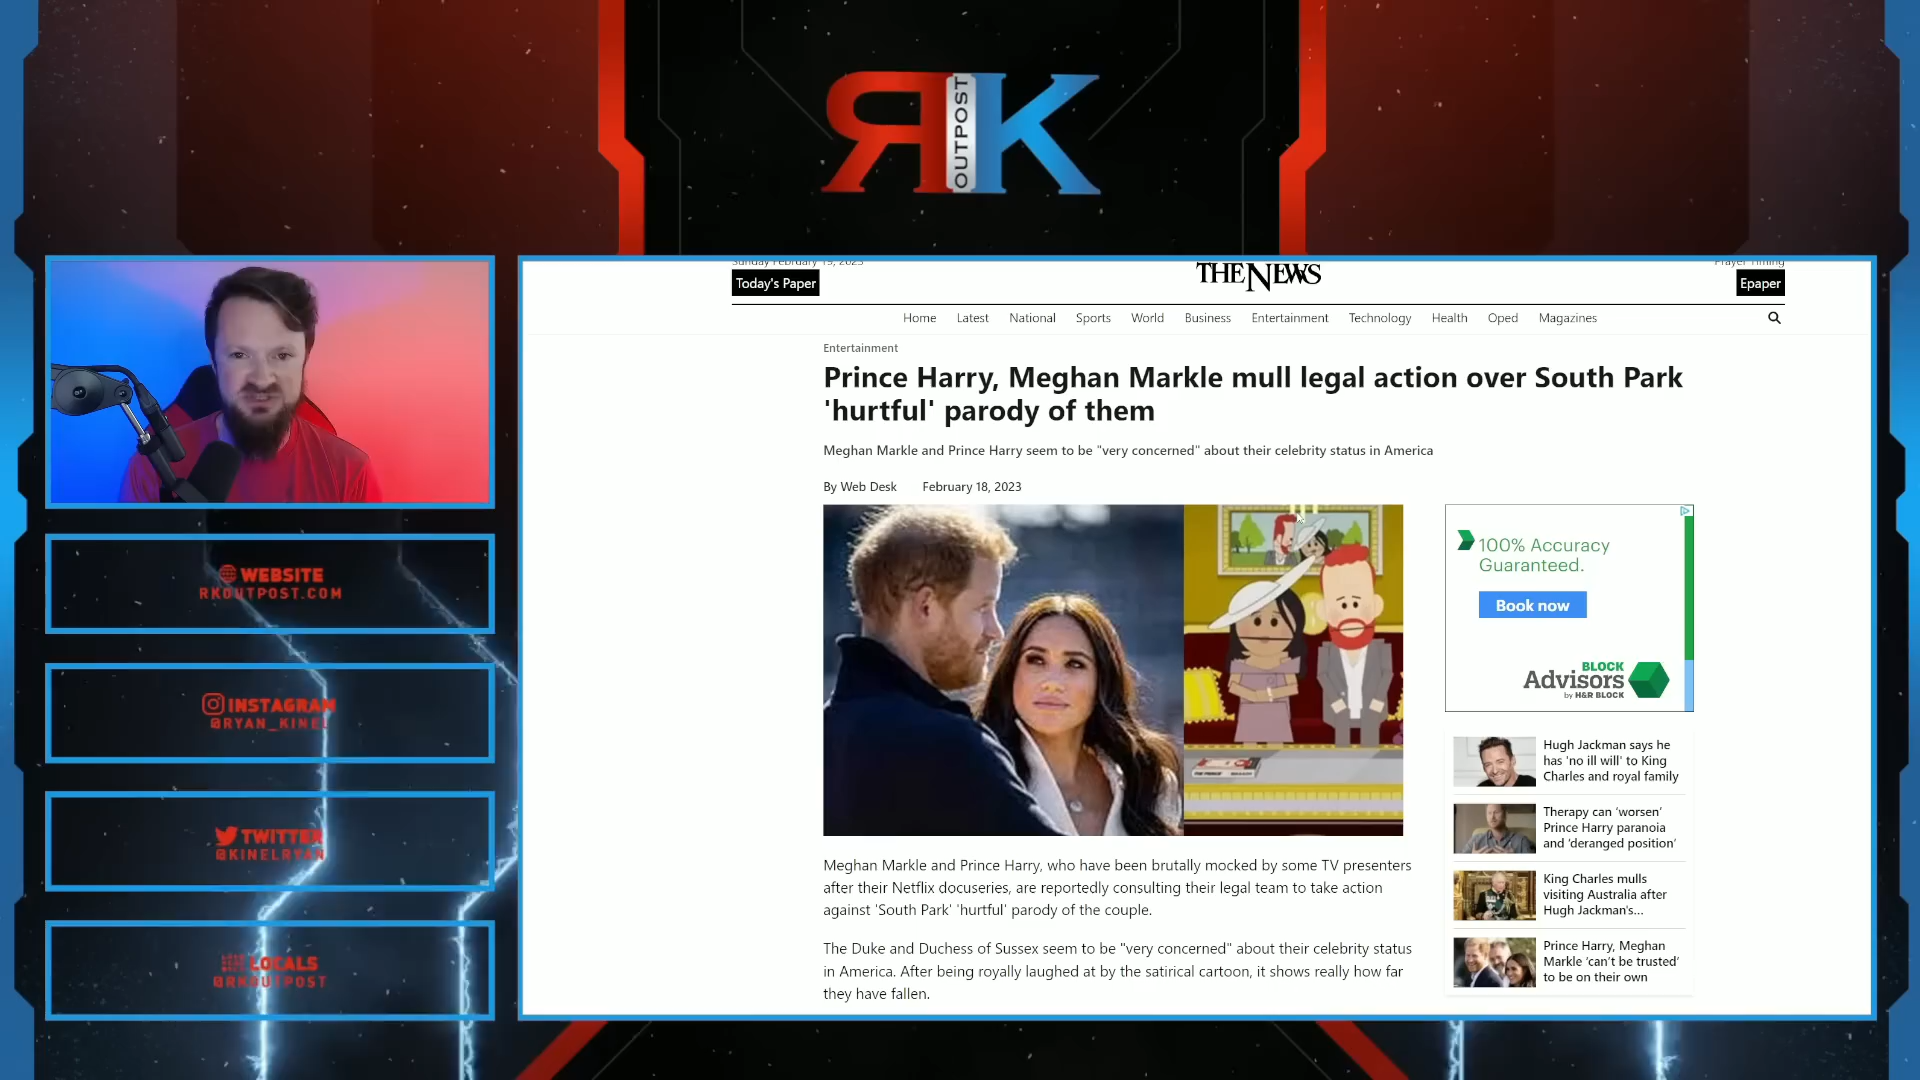 RK
OUTPOST
WEBSITE
RKOUTPOST.COM
INSTAGRAM
@RYAN_KINEL
TWITTER
@KINELRYAN
LOCALS
@RKOUTPOST
Sunday February 19, 2023
Prayer Timing
Today's Paper
THE NEWS
Epaper
Home Latest National Sports World Business Entertainment Technology Health Oped Magazines
Entertainment
Prince Harry, Meghan Markle mull legal action over South Park
'hurtful' parody of them
Meghan Markle and Prince Harry seem to be "very concerned" about their celebrity status in America
By Web Desk February 18, 2023
Meghan Markle and Prince Harry, who have been brutally mocked by some TV presenters
after their Netflix docuseries, are reportedly consulting their legal team to take action
against 'South Park' 'hurtful' parody of the couple.
The Duke and Duchess of Sussex seem to be "very concerned" about their celebrity status
in America. After being royally laughed at by the satirical cartoon, it shows really how far
they have fallen.
100% Accuracy
Guaranteed.
Book now
BLOCK
Advisors
by H&R BLOCK
Hugh Jackman says he
has 'no ill will' to King
Charles and royal family
Therapy can ‘worsen’
Prince Harry paranoia
and ‘deranged position’
King Charles mulls
visiting Australia after
Hugh Jackman's...
Prince Harry, Meghan
Markle ‘can’t be trusted’
to be on their own